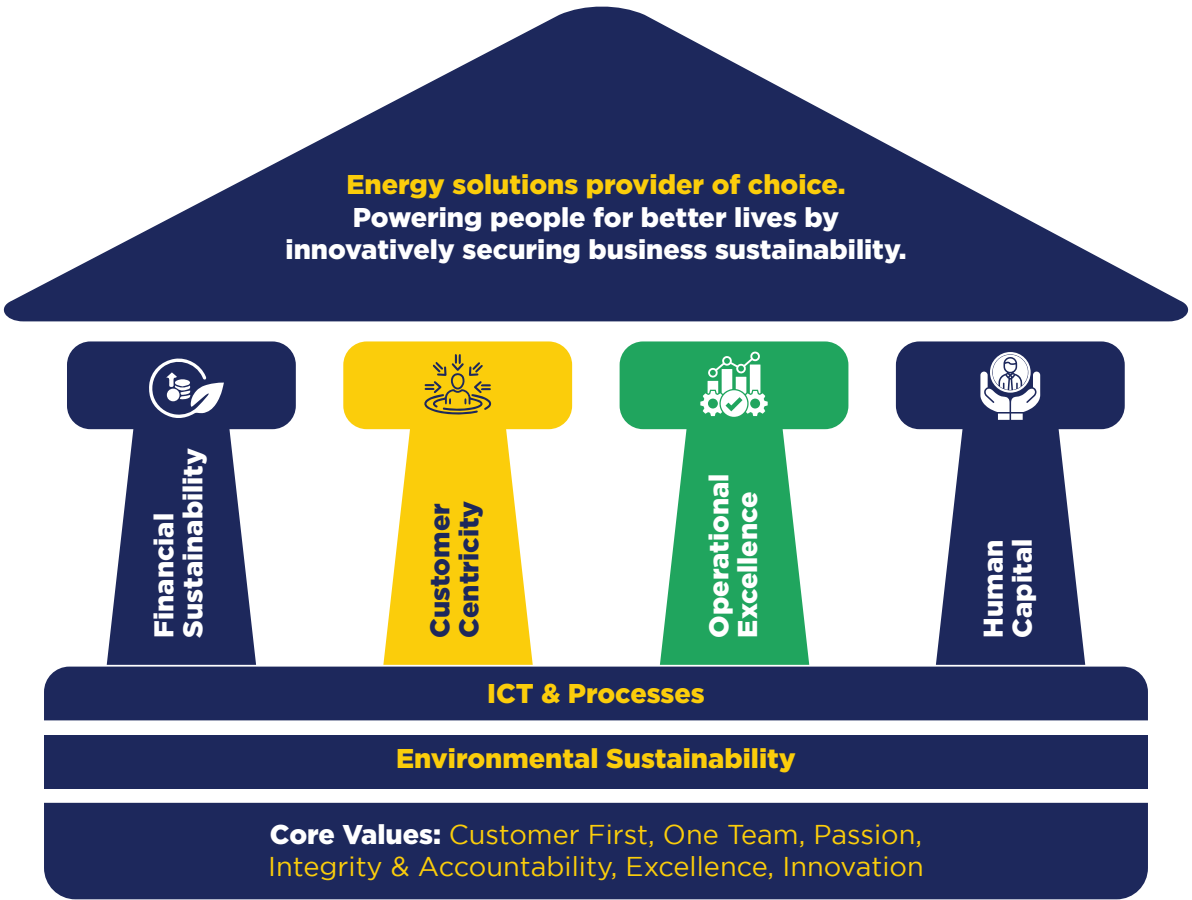 Energy solutions provider of choice.
Powering people for better lives by
innovatively securing business sustainability.
Financial
Sustainability
Customer
Centricity
Operational
Excellence
Human
Capital
ICT & Processes
Environmental Sustainability
Core Values: Customer First, One Team, Passion,
Integrity & Accountability, Excellence, Innovation